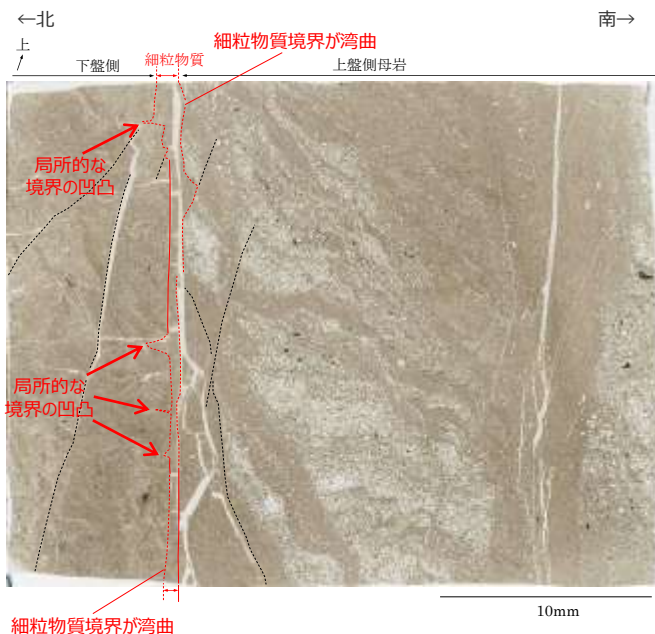 ←北
南→
上
下盤側
細粒物質
細粒物質境界が湾曲
上盤側母岩
局所的な
境界の凹凸
局所的な
境界の凹凸
10mm
細粒物質境界が湾曲